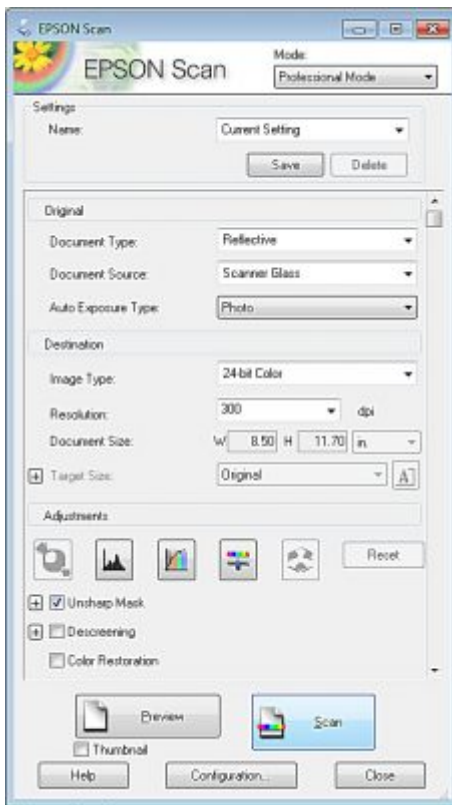 EPSON Scan
EPSON Scan
Mode:
Professional Mode
Settings
Name: Current Setting
Save Delete
Original
Document Type: Reflective
Document Source: Scanner Glass
Auto Exposure Type: Photo
Destination
Image Type: 24-bit Color
Resolution: 300 dpi
Document Size: W 8.50 H 11.70 in.
Target Size: Original
Adjustments
Reset
Unsharp Mask
Descreening
Color Restoration
Preview Scan
Thumbnail
Help Configuration... Close